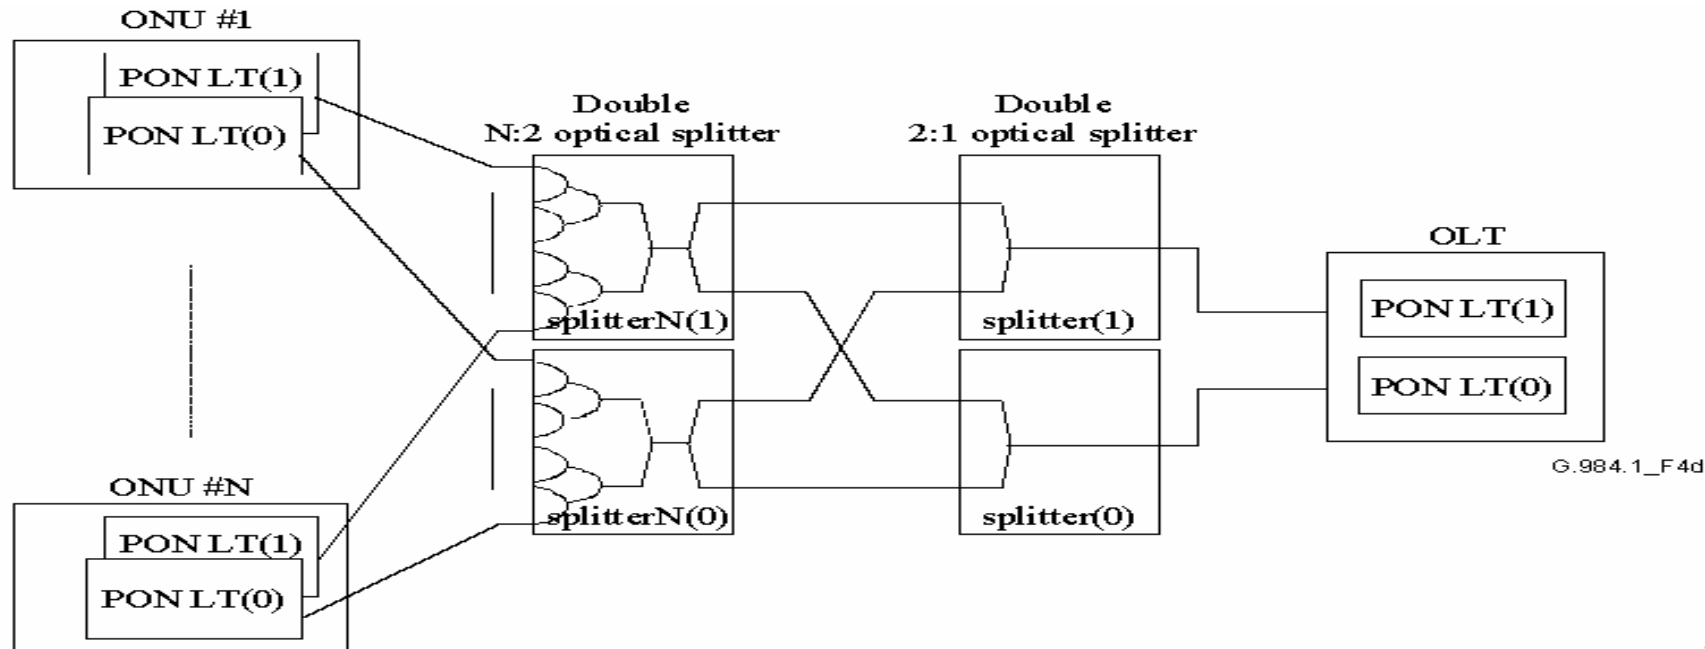 ONU #1
PON LT(1)
PON LT(0)
Double
N:2 optical splitter
Double
2:1 optical splitter
splitterN(1)
splitter(1)
OLT
PON LT(1)
PON LT(0)
G.984.1_F4d
ONU #N
PON LT(1)
PON LT(0)
splitterN(0)
splitter(0)